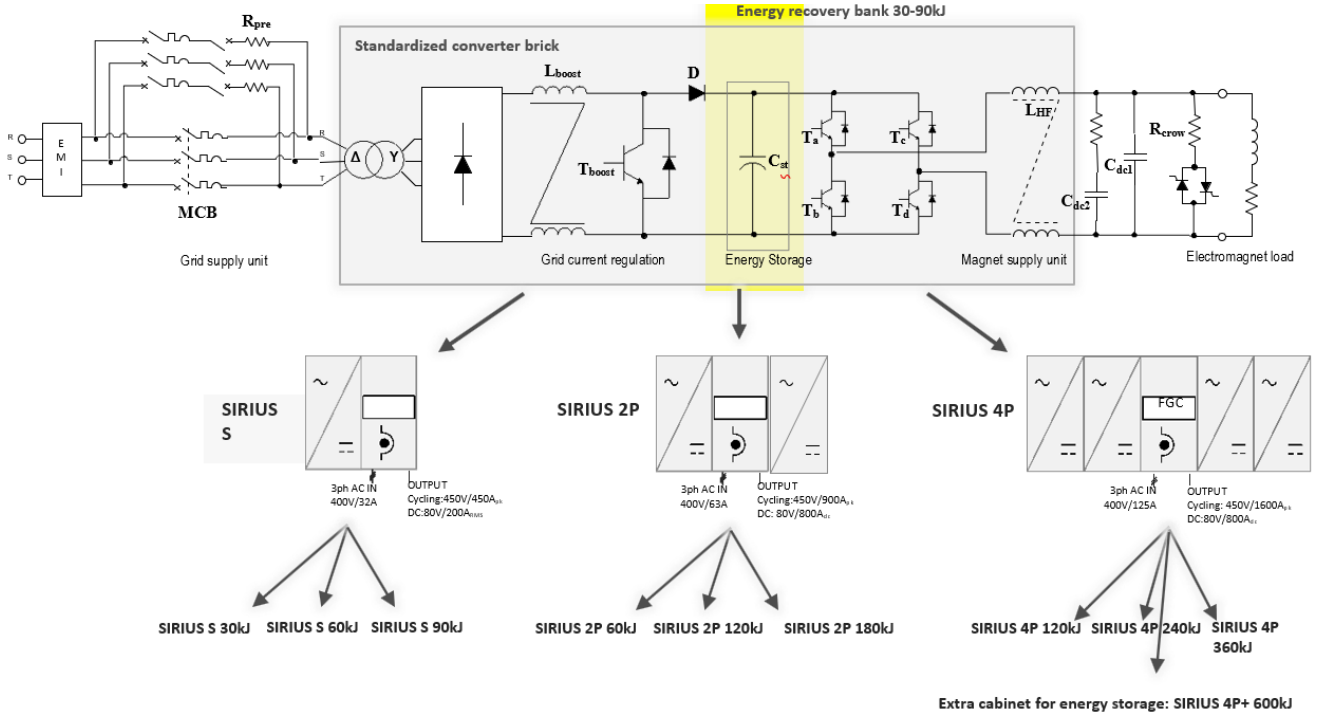 Energy recovery bank 30-90kJ
Standardized converter brick
Rpre
Lboost
D
LHF
Rcrow
R
S
T
E
M
I
R
S
T
Δ
Y
Tboost
Cst
Ta
Tc
Tb
Td
Cdc1
Cdc2
MCB
Grid supply unit
Grid current regulation
Energy Storage
Magnet supply unit
Electromagnet load
SIRIUS
S
3ph AC IN
400V/32A
OUTPUT
Cycling:450V/450Apk
DC:80V/200ARMS
SIRIUS 2P
3ph AC IN
400V/63A
OUTPUT
Cycling:450V/900Apk
DC: 80V/800Adc
SIRIUS 4P
FGC
3ph AC IN
400V/125A
OUTPUT
Cycling: 450V/1600Apk
DC:80V/800Adc
SIRIUS S 30kJ
SIRIUS S 60kJ
SIRIUS S 90kJ
SIRIUS 2P 60kJ
SIRIUS 2P 120kJ
SIRIUS 2P 180kJ
SIRIUS 4P 120kJ
SIRIUS 4P 240kJ
SIRIUS 4P
360kJ
Extra cabinet for energy storage: SIRIUS 4P+ 600kJ